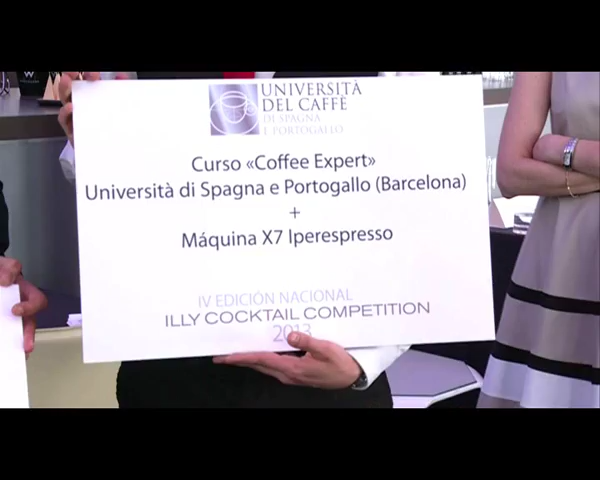 UNIVERSITÀ
DEL CAFFÈ
DI SPAGNA
E PORTOGALLO
Curso «Coffee Expert»
Università di Spagna e Portogallo (Barcelona)
+
Máquina X7 Iperespresso
IV EDICIÓN NACIONAL
ILLY COCKTAIL COMPETITION
2013